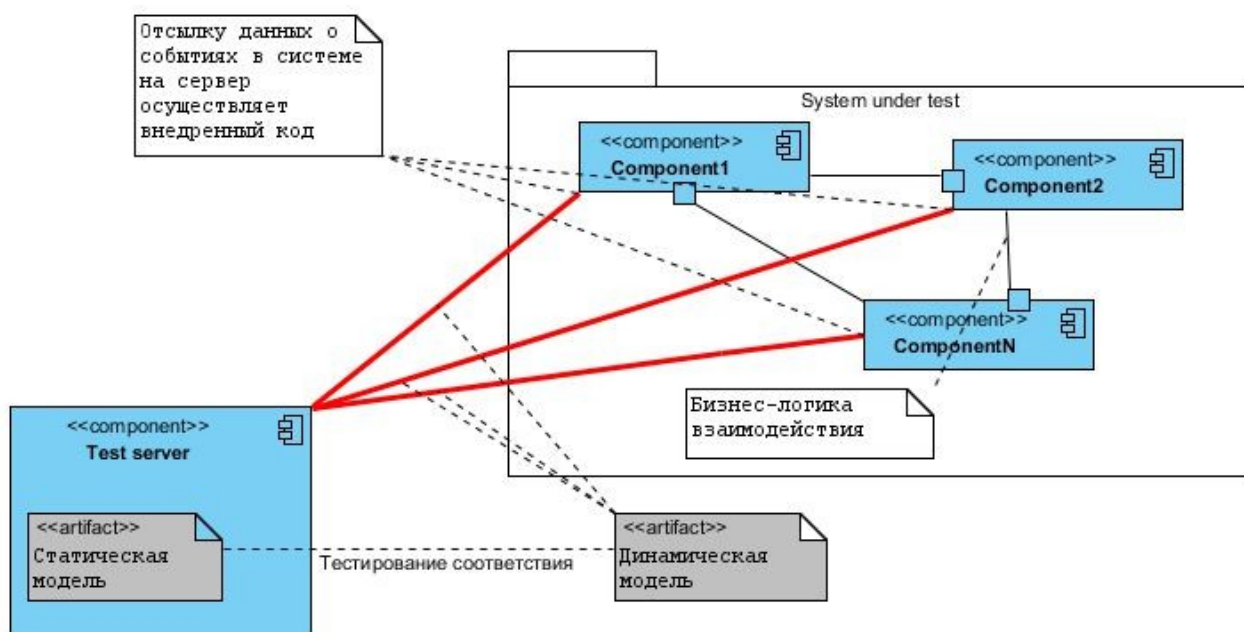 Отсылку данных о
событиях в системе
на сервер
осуществляет
внедренный код
System under test
<<component>>
Component1
<<component>>
Component2
<<component>>
ComponentN
Бизнес-логика
взаимодействия
<<component>>
Test server
<<artifact>>
Статическая
модель
Тестирование соответствия
<<artifact>>
Динамическая
модель